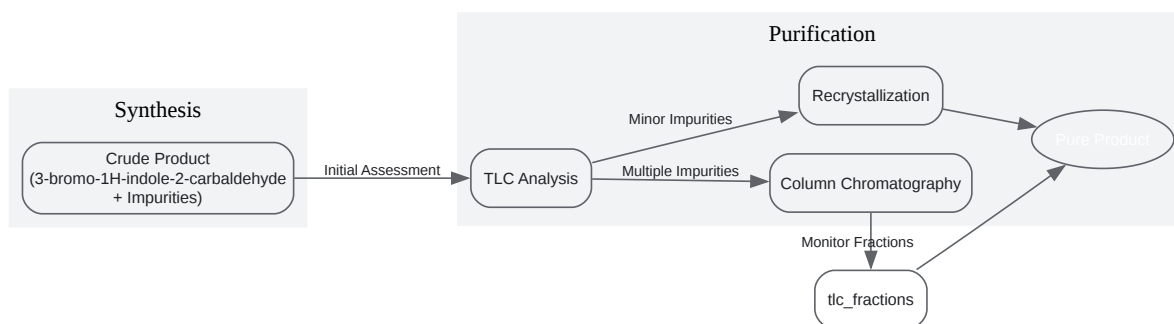 Purification
Synthesis
Recrystallization
Minor Impurities
Pure Product
Crude Product
(3-bromo-1H-indole-2-carbaldehyde
+ Impurities)
Initial Assessment
TLC Analysis
Multiple Impurities
Column Chromatography
Monitor Fractions
tlc_fractions